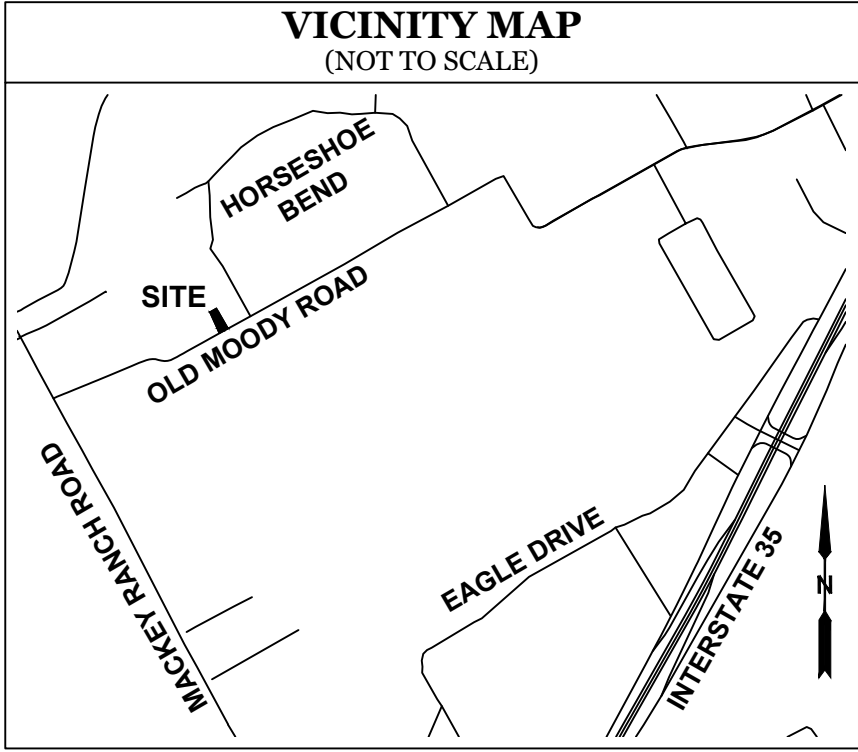 VICINITY MAP
(NOT TO SCALE)
HORSESHOE
BEND
SITE
OLD MOODY ROAD
MACKEY RANCH ROAD
EAGLE DRIVE
INTERSTATE 35
N